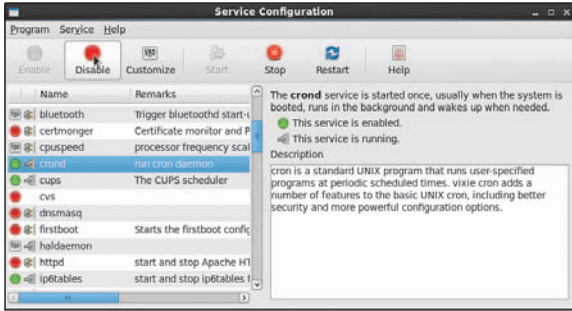 Service Configuration
Program Service Help
Enable Disable Customize Start Stop Restart Help
Name Remarks
bluetooth Trigger bluetoothd start-u
certmonger Certificate monitor and P
cpuspeed processor frequency scal
crond run cron daemon
cups The CUPS scheduler
cvs
dnsmasq
firstboot Starts the firstboot config
haldaemon
httpd start and stop Apache HT
ip6tables start and stop ip6tables f
The crond service is started once, usually when the system is
booted, runs in the background and wakes up when needed.
This service is enabled.
This service is running.
Description
cron is a standard UNIX program that runs user-specified
programs at periodic scheduled times. vixie cron adds a
number of features to the basic UNIX cron, including better
security and more powerful configuration options.